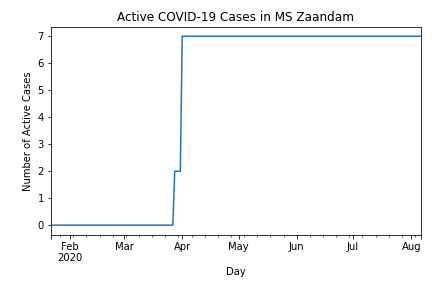 Active COVID-19 Cases in MS Zaandam
Number of Active Cases
7
6
5
4
3
2
1
0
Feb Mar Apr May Jun Jul Aug
2020
Day